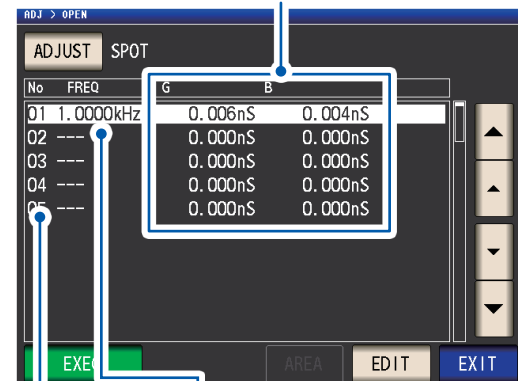 ADJ > OPEN
ADJUST SPOT
No FREQ G B
01 1.0000kHz 0.006nS 0.004nS
02 --- 0.000nS 0.000nS
03 --- 0.000nS 0.000nS
04 --- 0.000nS 0.000nS
05 --- 0.000nS 0.000nS
AREA EDIT EXIT